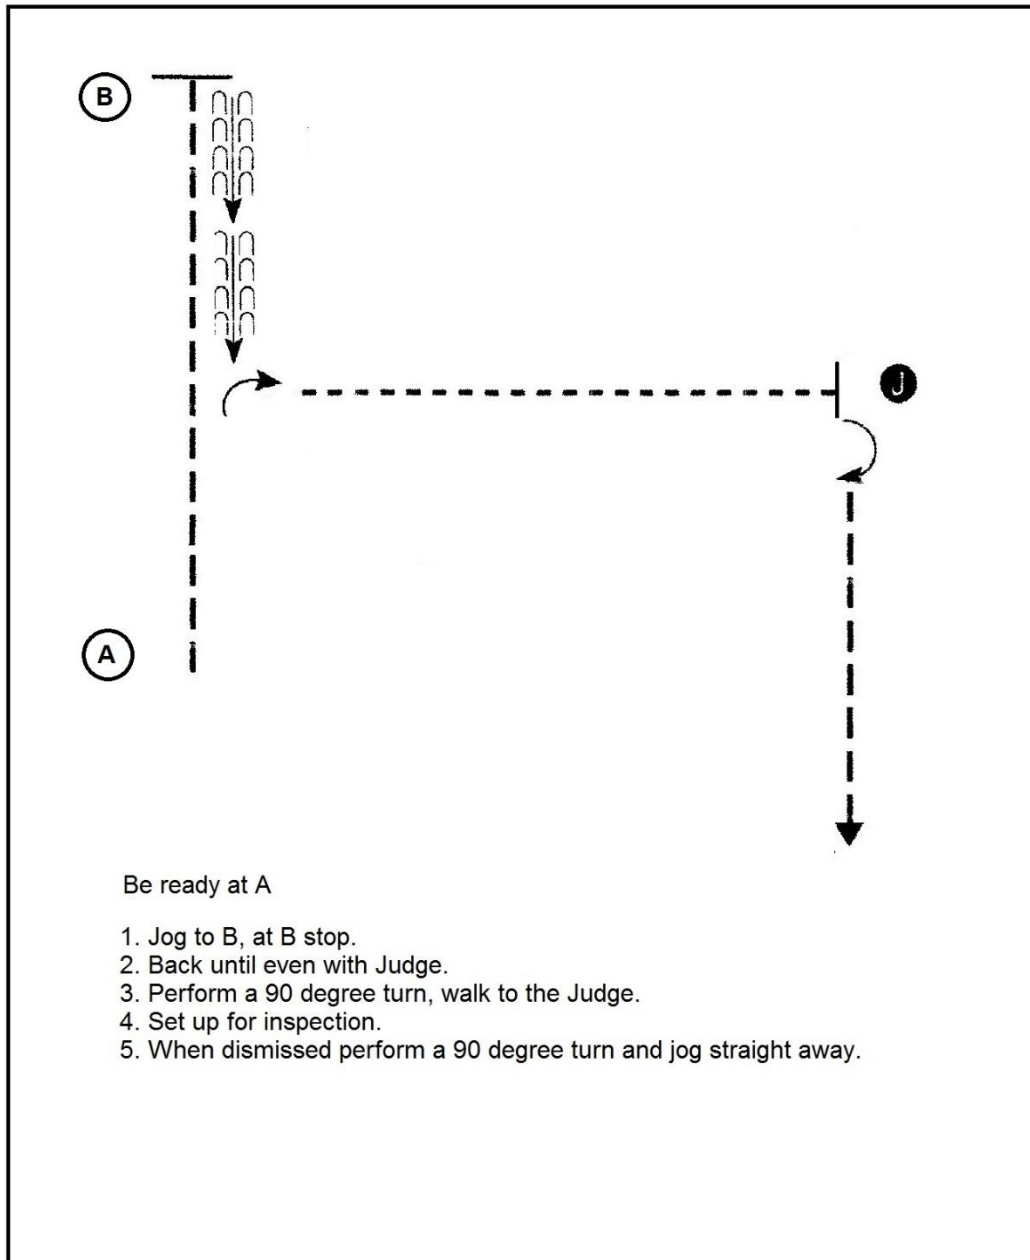 B
J
A
Be ready at A
1. Jog to B, at B stop.
2. Back until even with Judge.
3. Perform a 90 degree turn, walk to the Judge.
4. Set up for inspection.
5. When dismissed perform a 90 degree turn and jog straight away.